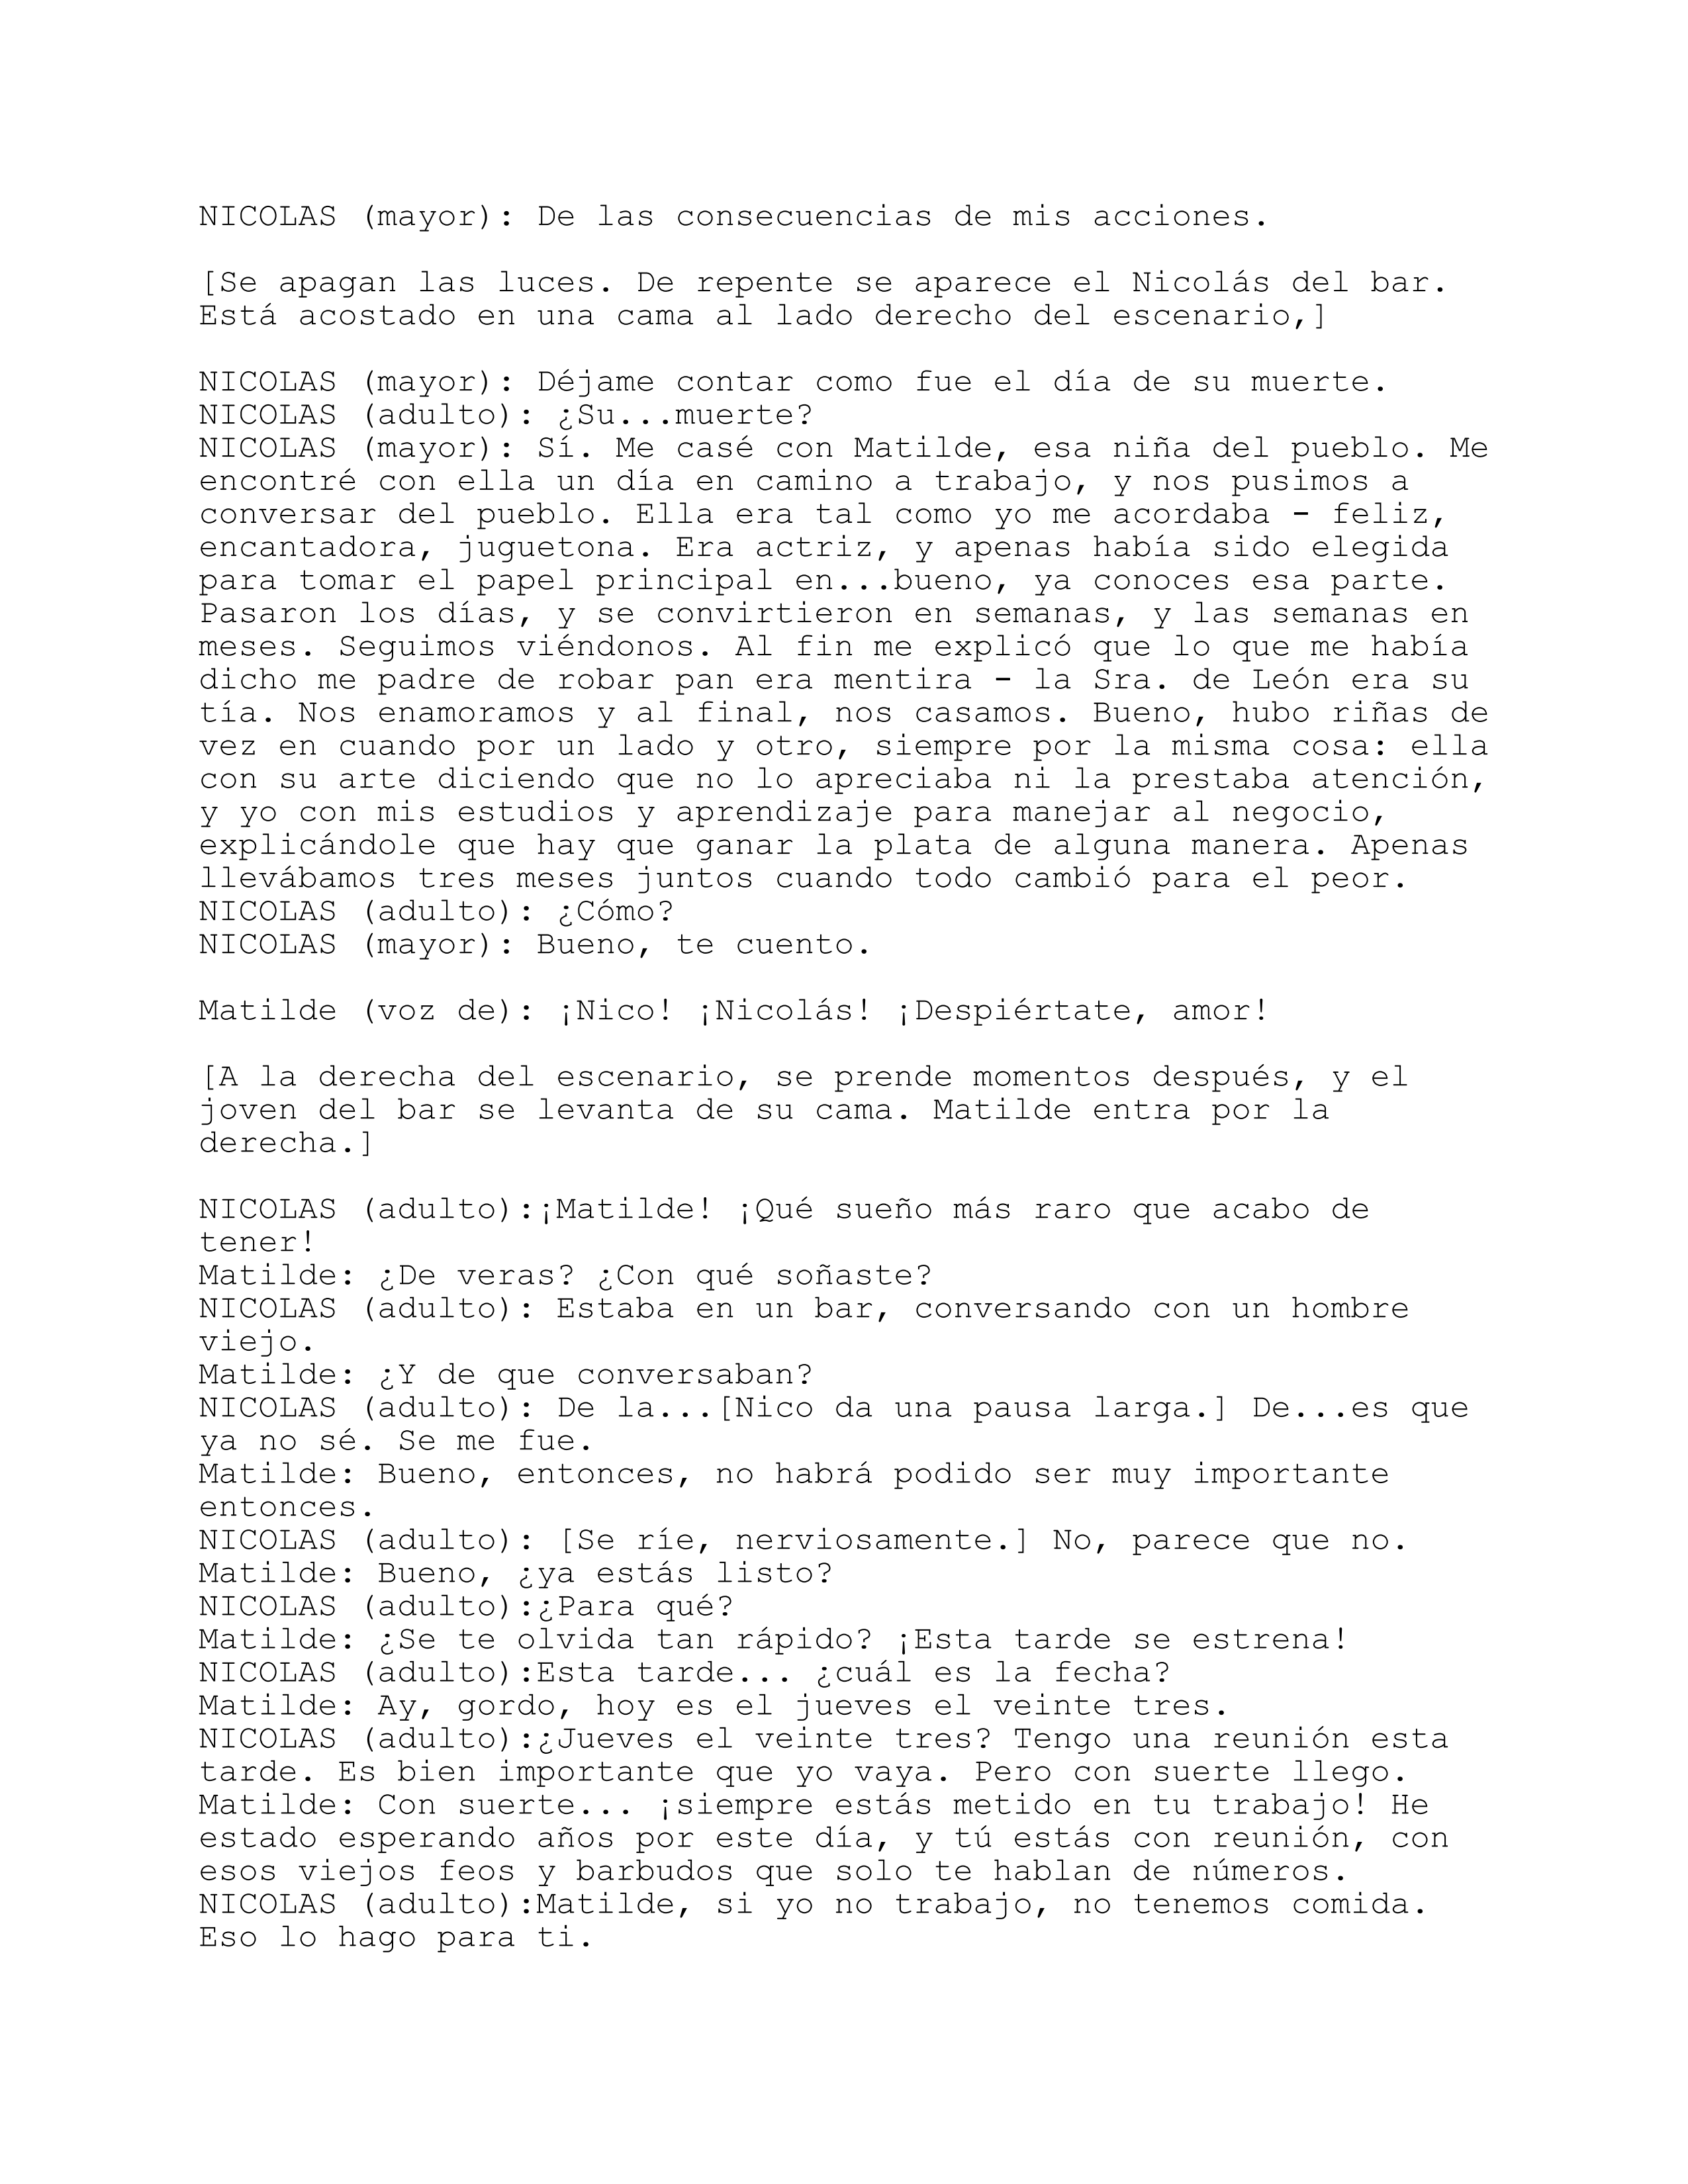 NICOLAS (mayor): De las consecuencias de mis acciones.
[Se apagan las luces. De repente se aparece el Nicolás del bar.
Está acostado en una cama al lado derecho del escenario,]
NICOLAS (mayor): Déjame contar como fue el día de su muerte.
NICOLAS (adulto): ¿Su...muerte?
NICOLAS (mayor): Sí. Me casé con Matilde, esa niña del pueblo. Me
encontré con ella un día en camino a trabajo, y nos pusimos a
conversar del pueblo. Ella era tal como yo me acordaba - feliz,
encantadora, juguetona. Era actriz, y apenas había sido elegida
para tomar el papel principal en...bueno, ya conoces esa parte.
Pasaron los días, y se convirtieron en semanas, y las semanas en
meses. Seguimos viéndonos. Al fin me explicó que lo que me había
dicho me padre de robar pan era mentira - la Sra. de León era su
tía. Nos enamoramos y al final, nos casamos. Bueno, hubo riñas de
vez en cuando por un lado y otro, siempre por la misma cosa: ella
con su arte diciendo que no lo apreciaba ni la prestaba atención,
y yo con mis estudios y aprendizaje para manejar al negocio,
explicándole que hay que ganar la plata de alguna manera. Apenas
llevábamos tres meses juntos cuando todo cambió para el peor.
NICOLAS (adulto): ¿Cómo?
NICOLAS (mayor): Bueno, te cuento.
Matilde (voz de): ¡Nico! ¡Nicolás! ¡Despiértate, amor!
[A la derecha del escenario, se prende momentos después, y el
joven del bar se levanta de su cama. Matilde entra por la
derecha.]
NICOLAS (adulto):¡Matilde! ¡Qué sueño más raro que acabo de
tener!
Matilde: ¿De veras? ¿Con qué soñaste?
NICOLAS (adulto): Estaba en un bar, conversando con un hombre
viejo.
Matilde: ¿Y de que conversaban?
NICOLAS (adulto): De la...[Nico da una pausa larga.] De...es que
ya no sé. Se me fue.
Matilde: Bueno, entonces, no habrá podido ser muy importante
entonces.
NICOLAS (adulto): [Se ríe, nerviosamente.] No, parece que no.
Matilde: Bueno, ¿ya estás listo?
NICOLAS (adulto):¿Para qué?
Matilde: ¿Se te olvida tan rápido? ¡Esta tarde se estrena!
NICOLAS (adulto):Esta tarde... ¿cuál es la fecha?
Matilde: Ay, gordo, hoy es el jueves el veinte tres.
NICOLAS (adulto):¿Jueves el veinte tres? Tengo una reunión esta
tarde. Es bien importante que yo vaya. Pero con suerte llego.
Matilde: Con suerte... ¡siempre estás metido en tu trabajo! He
estado esperando años por este día, y tú estás con reunión, con
esos viejos feos y barbudos que solo te hablan de números.
NICOLAS (adulto):Matilde, si yo no trabajo, no tenemos comida.
Eso lo hago para ti.